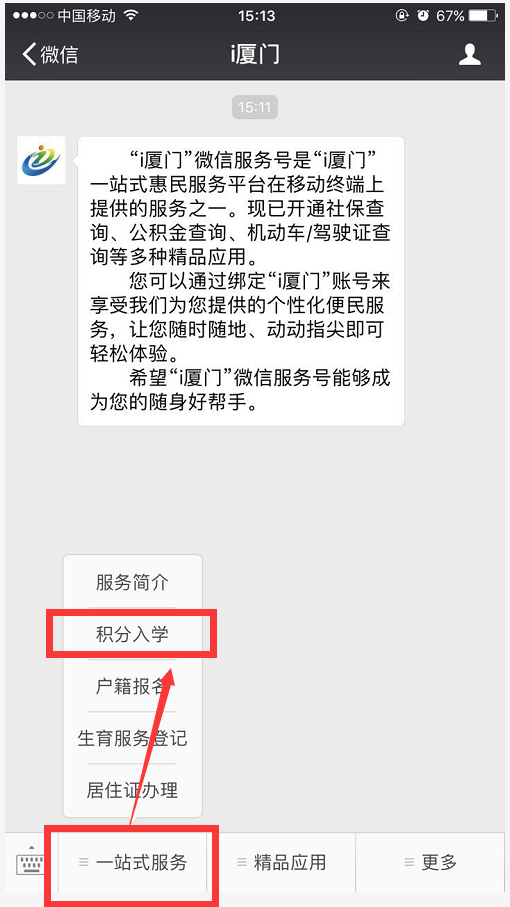 中国移动 15:13 67%
微信 i厦门
15:11
“i厦门”微信服务号是“i厦门”
一站式惠民服务平台在移动终端上
提供的服务之一。现已开通社保查
询、公积金查询、机动车/驾驶证查
询等多种精品应用。
您可以通过绑定“i厦门”账号来
享受我们为您提供的个性化便民服
务，让您随时随地、动动指尖即可
轻松体验。
希望“i厦门”微信服务号能够成
为您的随身好帮手。
服务简介
积分入学
户籍报名
生育服务登记
居住证办理
一站式服务 精品应用 更多